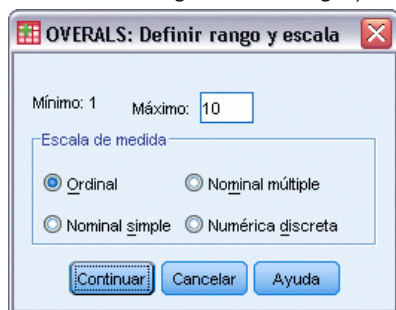 OVERALS: Definir rango y escala
Mínimo: 1 Máximo: 10
Escala de medida
Ordinal Nominal múltiple
Nominal simple Numérica discreta
Continuar Cancelar Ayuda